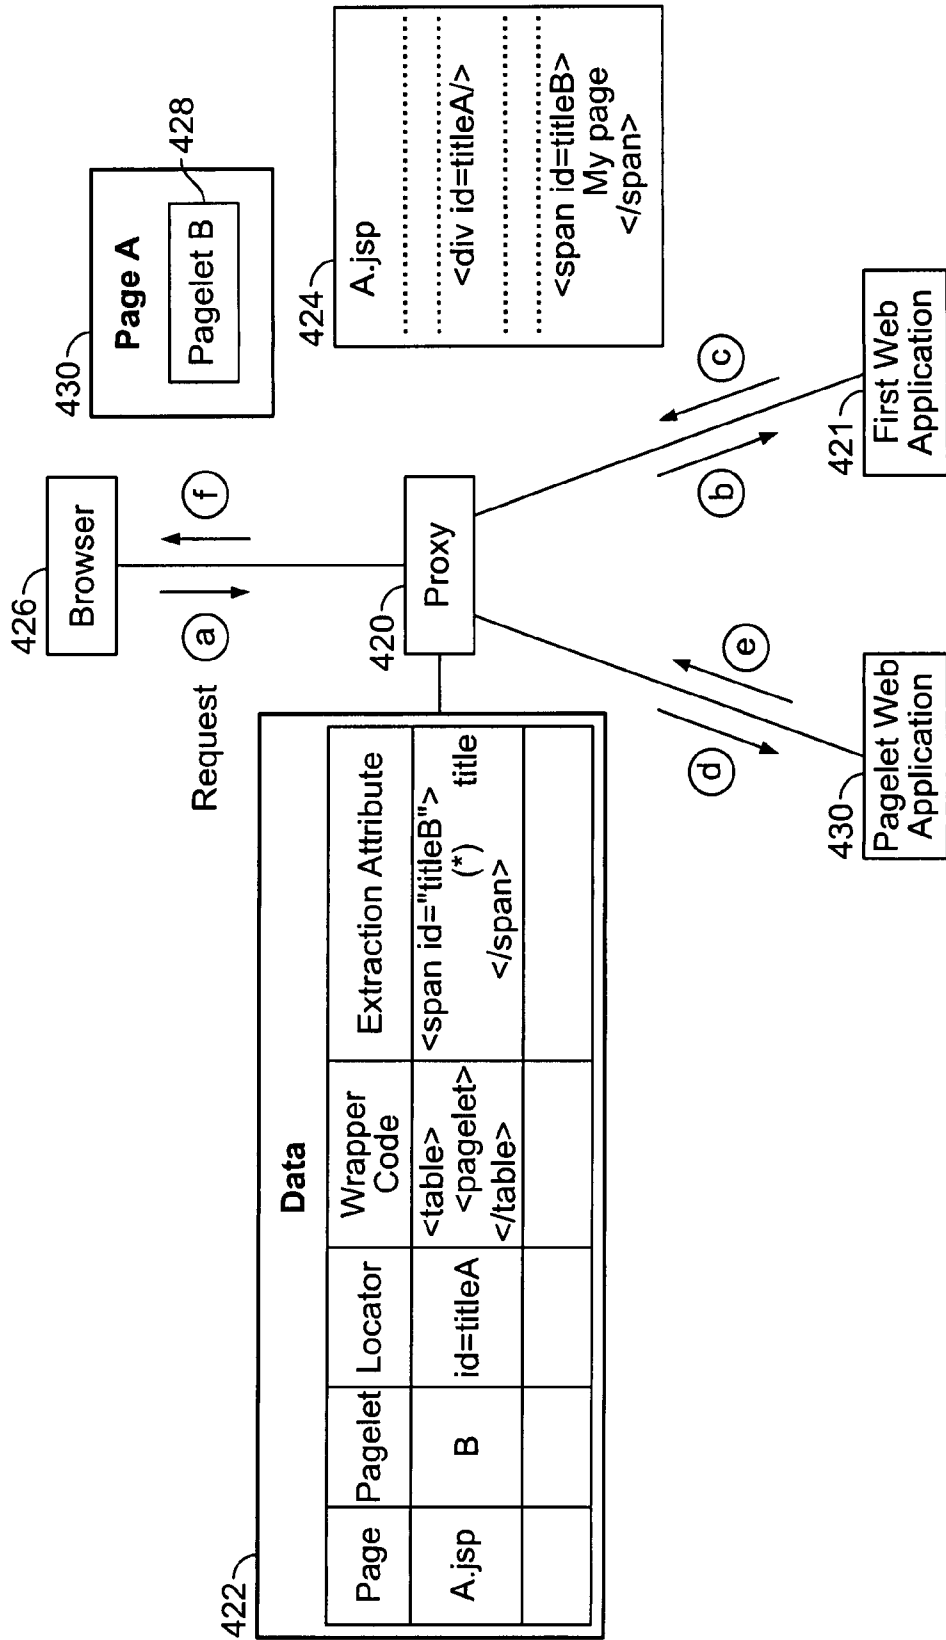 422
Data
Page
Pagelet
Locator
Wrapper
Code
Extraction Attribute
A.jsp
B
id=titleA
<table>
<pagelet>
</table>
<span id="titleB">
(*) title
</span>
426
Browser
Request
a
f
420
Proxy
430
Page A
Pagelet B
428
424
A.jsp
<div id=titleA/>
<span id=titleB>
My page
</span>
d
e
b
c
430
Pagelet Web
Application
421
First Web
Application